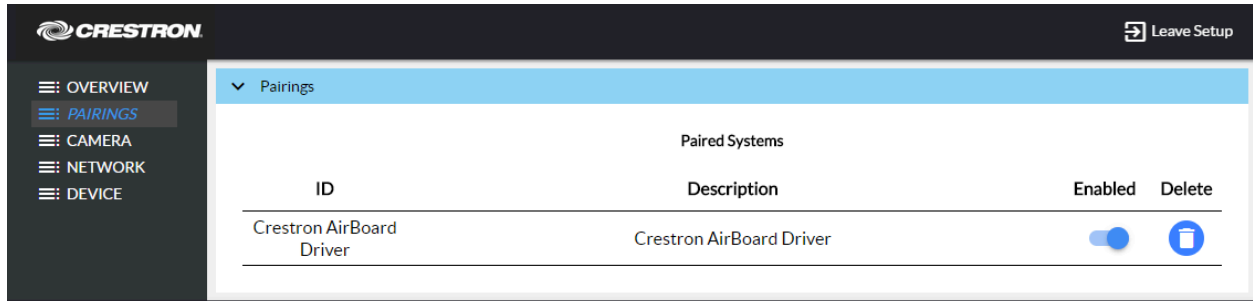 CRESTRON.
Leave Setup
OVERVIEW
PAIRINGS
CAMERA
NETWORK
DEVICE
Pairings
Paired Systems
ID Description Enabled Delete
Crestron AirBoard
Driver
Crestron AirBoard Driver